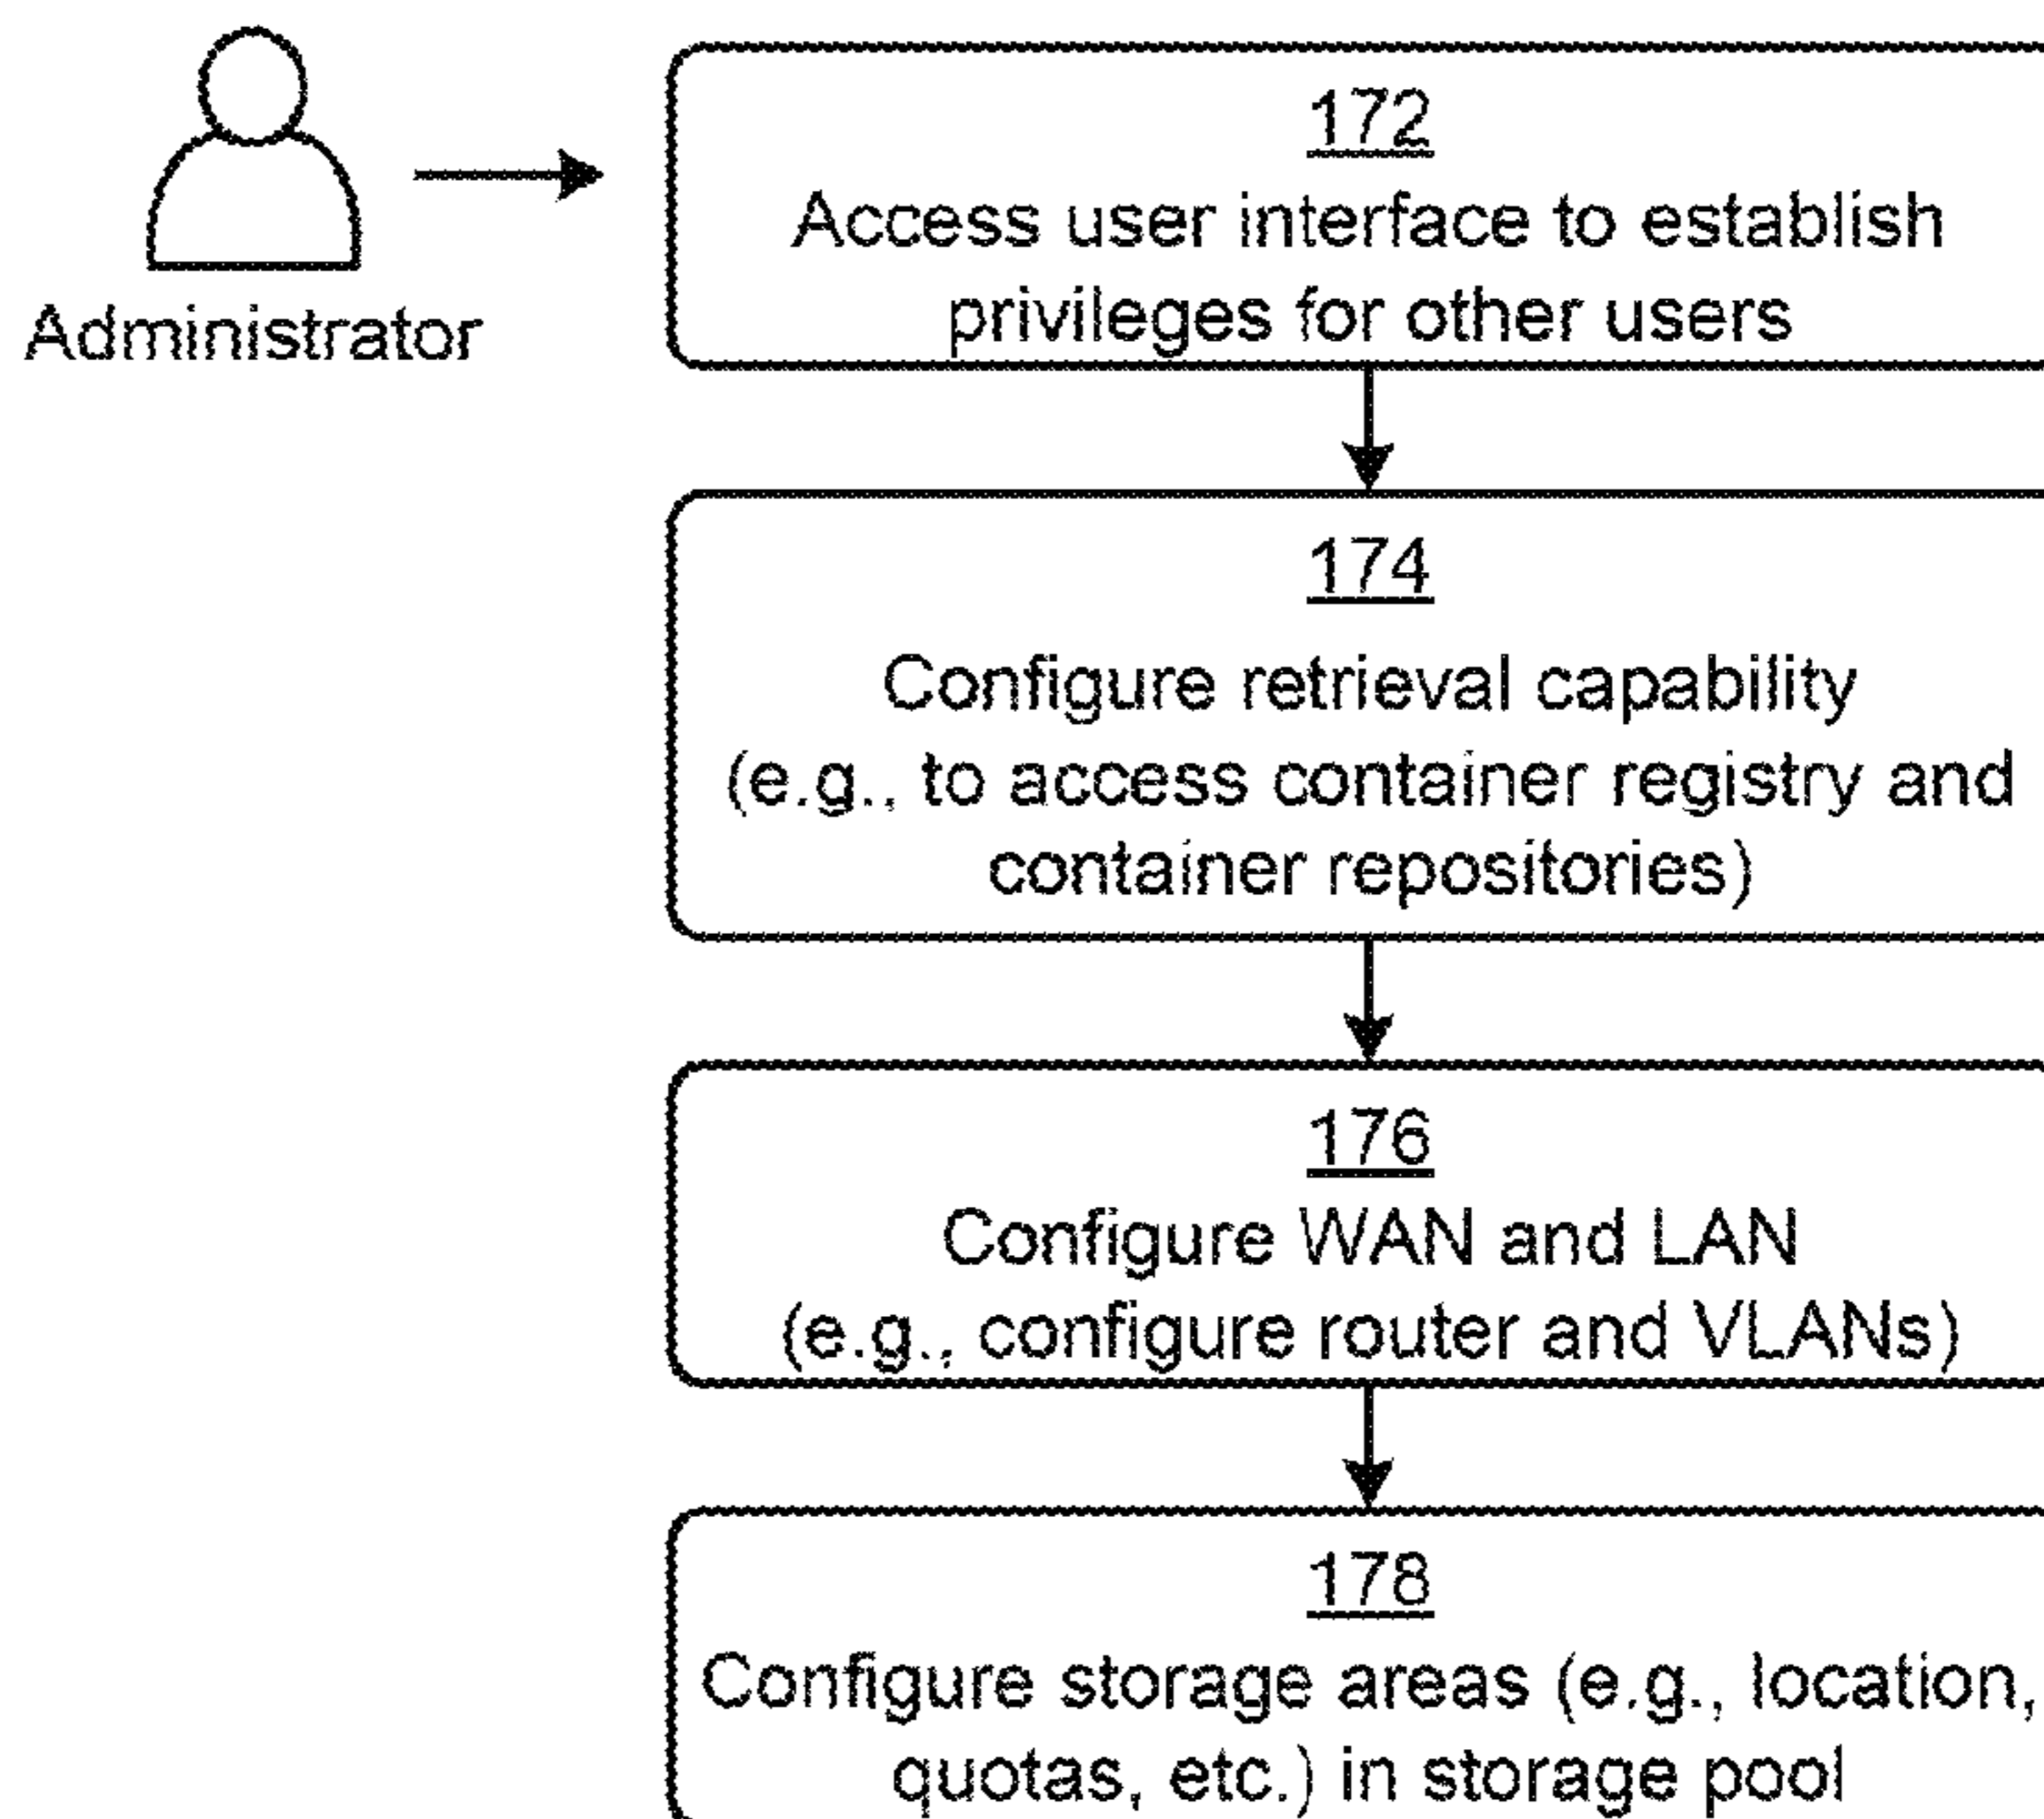 Administrator
172
Access user interface to establish
privileges for other users
174
Configure retrieval capability
(e.g., to access container registry and
container repositories)
176
Configure WAN and LAN
(e.g., configure router and VLANs)
178
Configure storage areas (e.g., location,
quotas, etc.) in storage pool